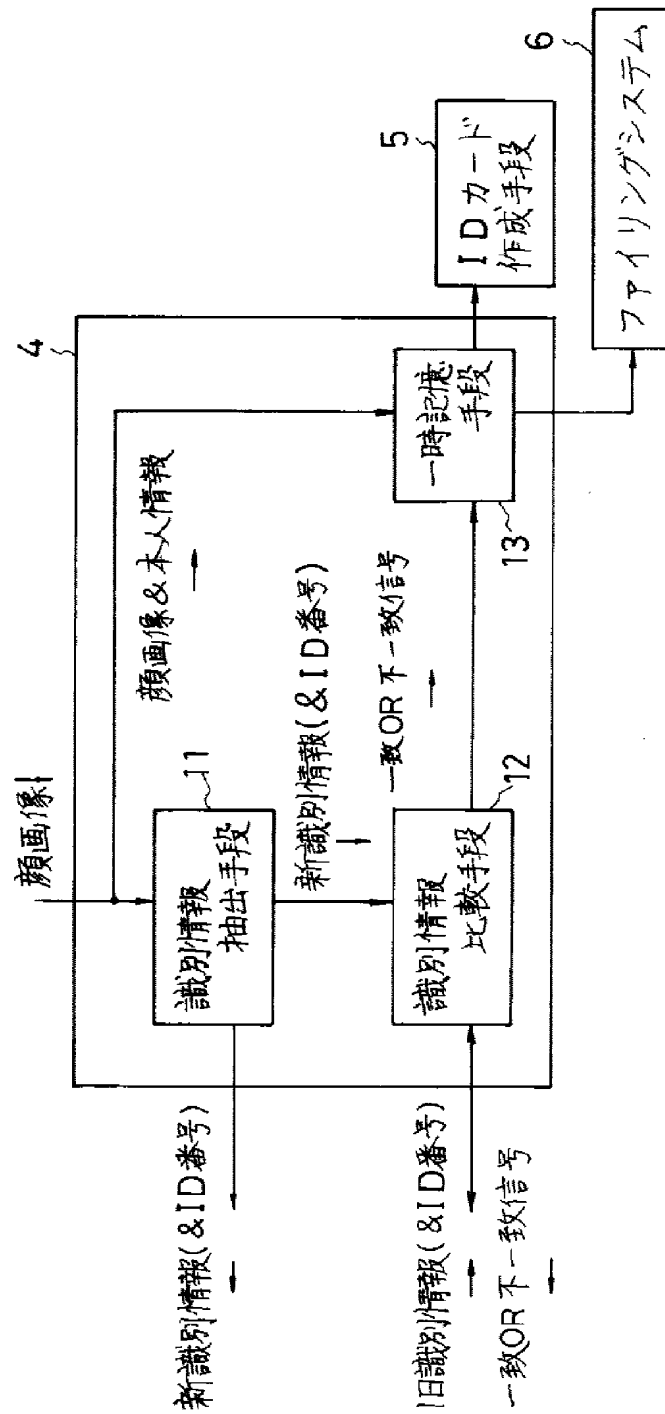 顔画像
4
顔画像&本人情報
→
識別情報
抽出手段
11
新識別情報(&ID番号)
←
新識別情報(&ID番号)
→
一時記憶
手段
13
IDカード
作成手段
5
ファイリングシステム
6
一致OR不一致信号
→
識別情報
比較手段
12
旧識別情報(&ID番号)
→
一致OR不一致信号
←